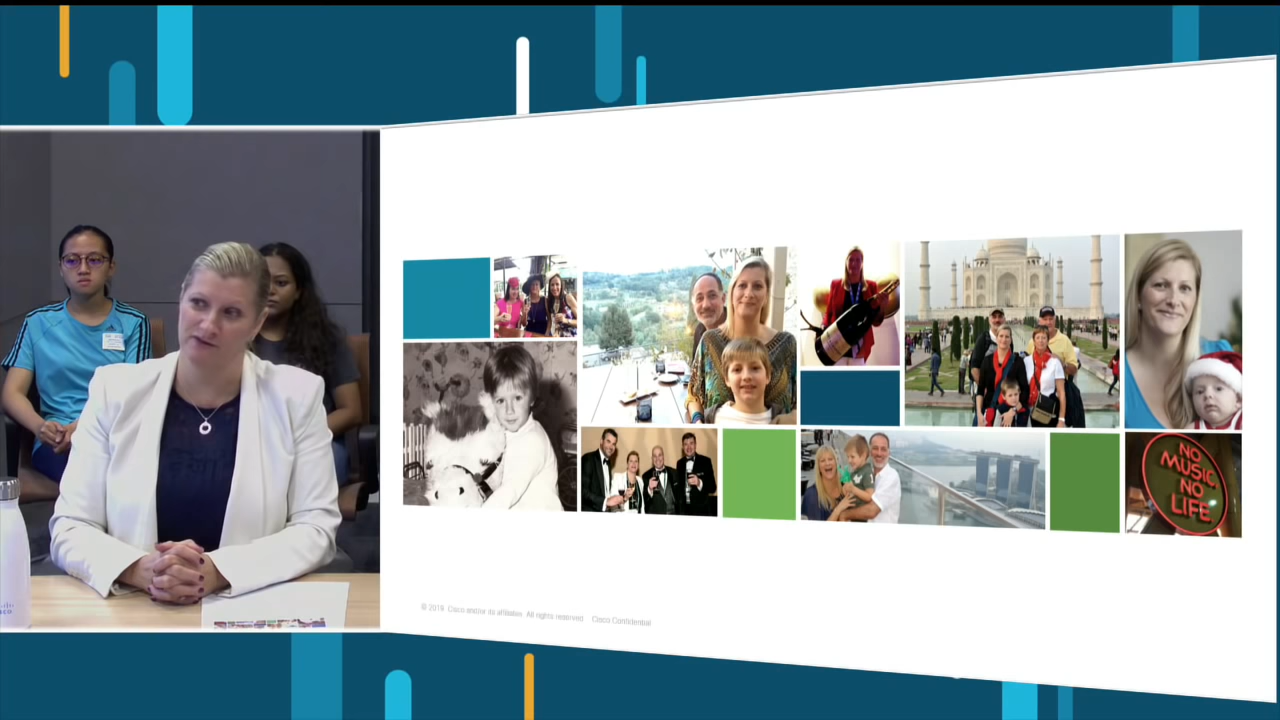 NO
MUSIC
NO
LIFE
© 2019 Cisco and/or its affiliates. All rights reserved. Cisco Confidential